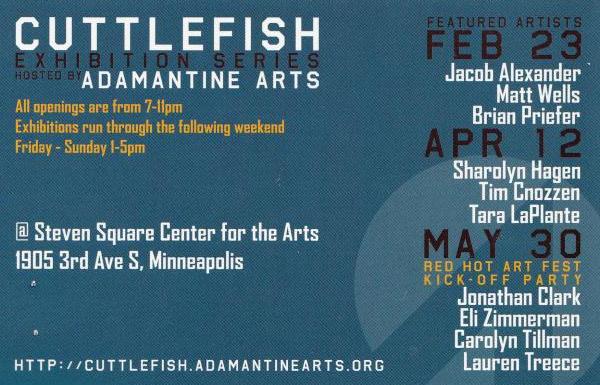 CUTTLEFISH
EXHIBITION SERIES
HOSTED BY ADAMANTINE ARTS
All openings are from 7-11pm
Exhibitions run through the following weekend
Friday - Sunday 1-5pm
@ Steven Square Center for the Arts
1905 3rd Ave S, Minneapolis
HTTP://CUTTLEFISH.ADAMANTINEARTS.ORG
FEATURED ARTISTS
FEB 23
Jacob Alexander
Matt Wells
Brian Priefer
APR 12
Sharolyn Hagen
Tim Cnozzen
Tara LaPlante
MAY 30
RED HOT ART FEST
KICK-OFF PARTY
Jonathan Clark
Eli Zimmerman
Carolyn Tillman
Lauren Treece